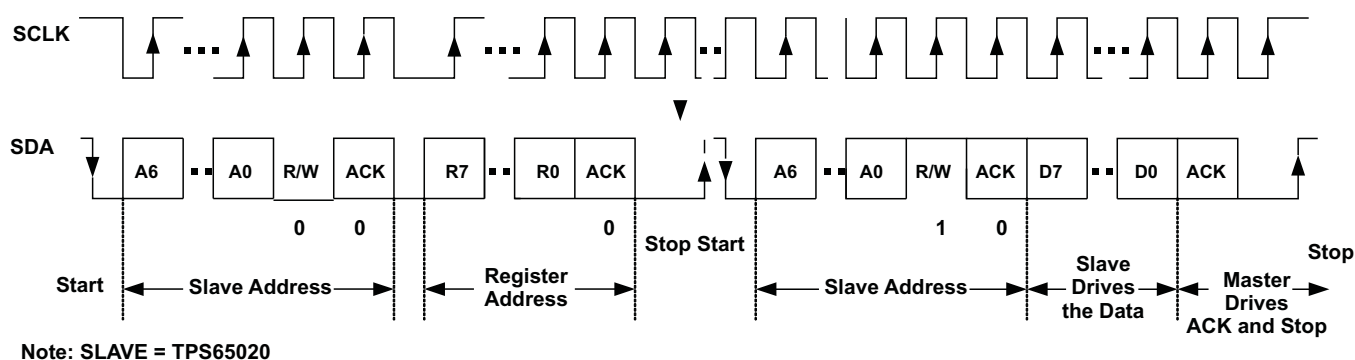 SCLK
SDA
A6 A0 R/W ACK R7 R0 ACK A6 A0 R/W ACK D7 D0 ACK
0 0 0 1 0
Stop Start
Start
Slave Address
Register
Address
Slave Address
Slave
Drives
the Data
Stop
Master
Drives
ACK and Stop
Note: SLAVE = TPS65020